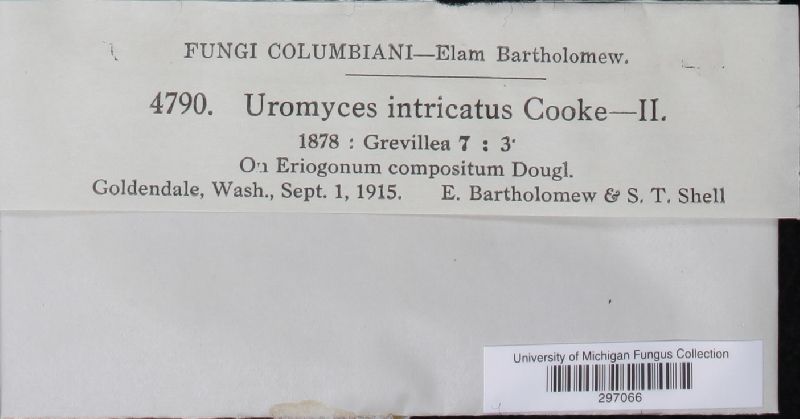 FUNGI COLUMBIANI—Elam Bartholomew.
4790. Uromyces intricatus Cooke—II.
1878 : Grevillea 7 : 3
On Eriogonum compositum Dougl.
Goldendale, Wash., Sept. 1, 1915. E. Bartholomew & S. T. Shell
University of Michigan Fungus Collection
297066